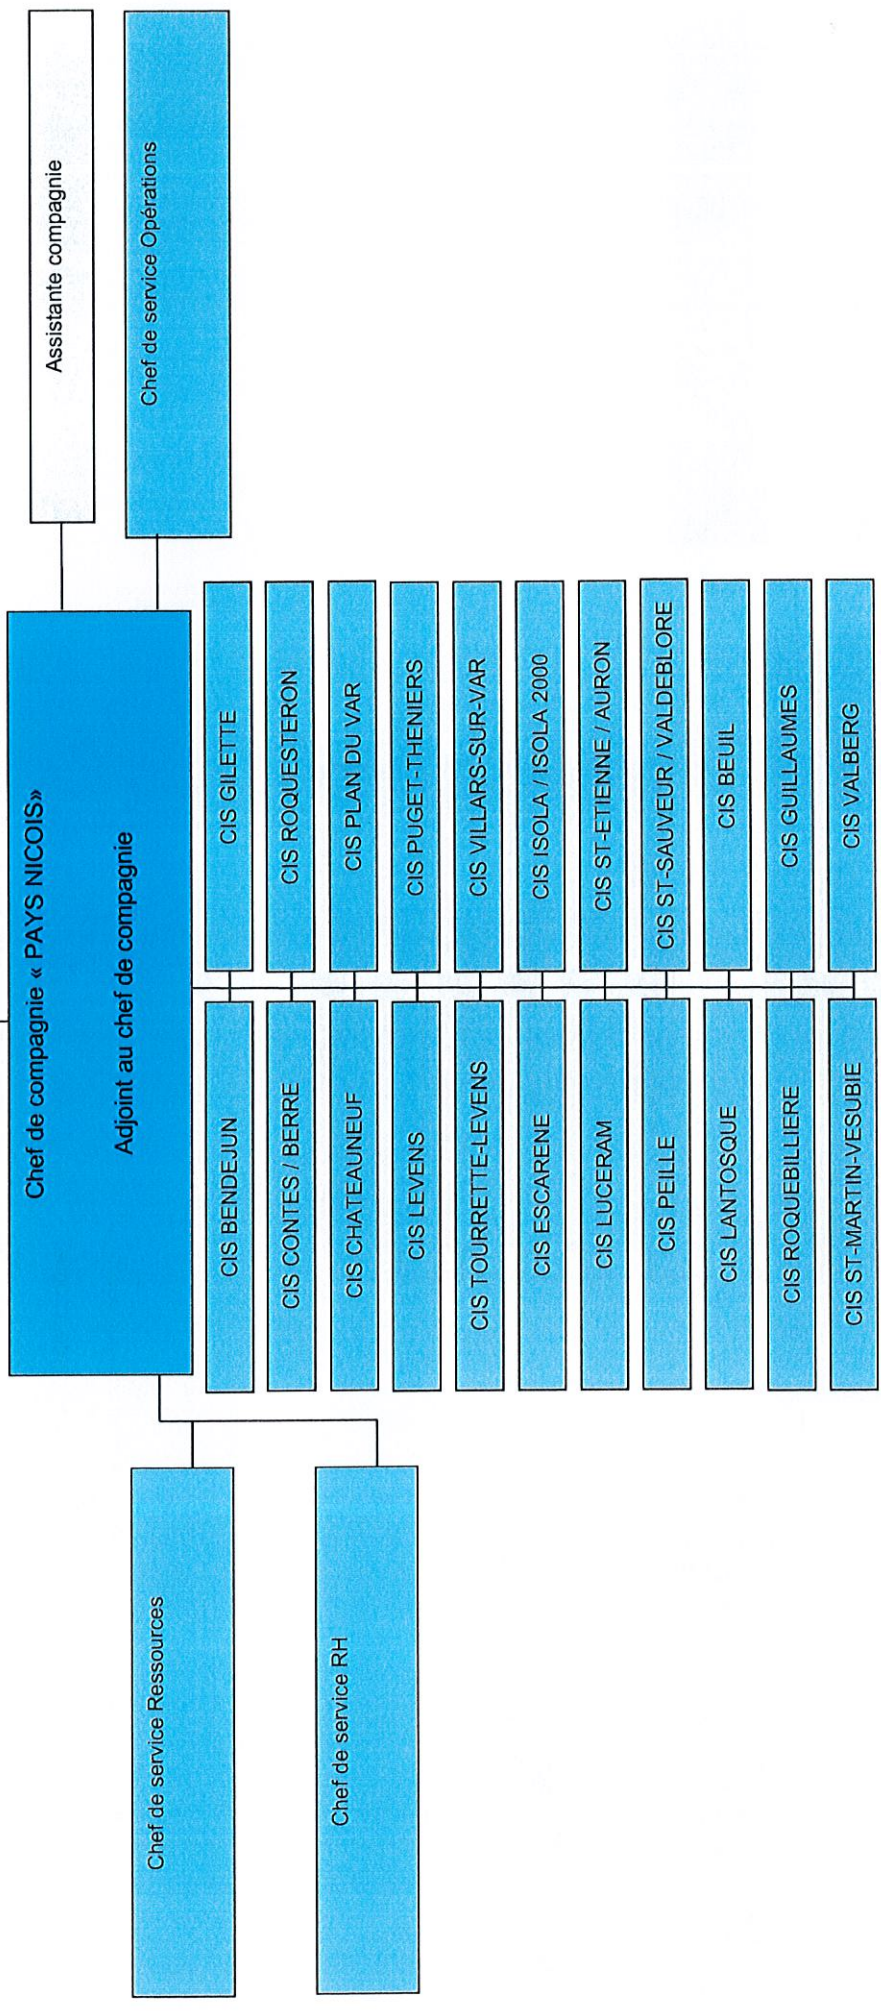 Chef de compagnie « PAYS NICOIS»
Adjoint au chef de compagnie
Assistante compagnie
Chef de service Opérations
Chef de service Ressources
Chef de service RH
CIS BENDEJUN
CIS GILETTE
CIS CONTES / BERRE
CIS ROQUESTERON
CIS CHATEAUNEUF
CIS PLAN DU VAR
CIS LEVENS
CIS PUGET-THENIERS
CIS TOURRETTE-LEVENS
CIS VILLARS-SUR-VAR
CIS ESCARENE
CIS ISOLA / ISOLA 2000
CIS LUCERAM
CIS ST-ETIENNE / AURON
CIS PEILLE
CIS ST-SAUVEUR / VALDEBLORE
CIS LANTOSQUE
CIS BEUIL
CIS ROQUEBILLIERE
CIS GUILLAUMES
CIS ST-MARTIN-VESUBIE
CIS VALBERG